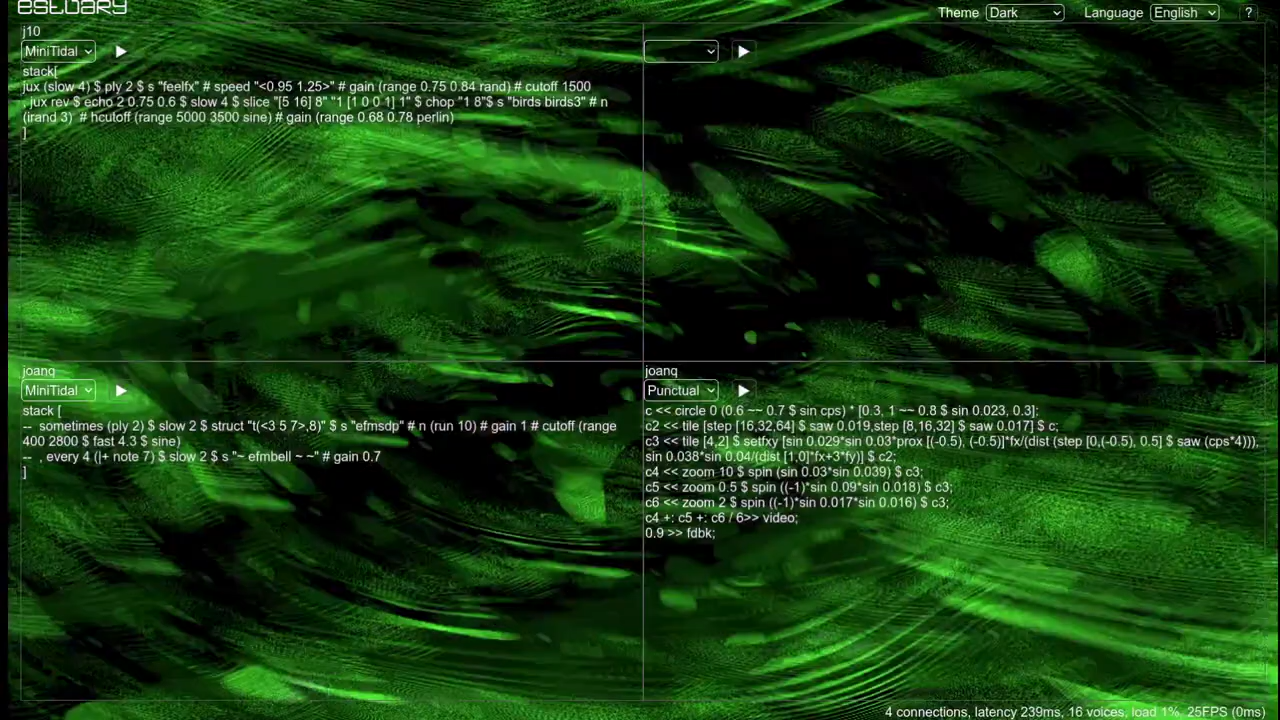 estuary
Theme Dark Language English ?
j10
MiniTidal
stack[
jux (slow 4) $ ply 2 $ s "feelfx" # speed "<0.95 1.25>" # gain (range 0.75 0.84 rand) # cutoff 1500
, jux rev $ echo 2 0.75 0.6 $ slow 4 $ slice "[5 16] 8" "1 [1 0 0 1] 1" $ chop "1 8"$ s "birds birds3" # n
(irand 3)  # hcutoff (range 5000 3500 sine) # gain (range 0.68 0.78 perlin)
]
joanq
MiniTidal
stack [
--  sometimes (ply 2) $ slow 2 $ struct "t(<3 5 7>,8)" $ s "efmsdp" # n (run 10) # gain 1 # cutoff (range
400 2800 $ fast 4.3 $ sine)
--  , every 4 (|+ note 7) $ slow 2 $ s "~ efmbell ~ ~" # gain 0.7
]
joanq
Punctual
c << circle 0 (0.6 ~~ 0.7 $ sin cps) * [0.3, 1 ~~ 0.8 $ sin 0.023, 0.3];
c2 << tile [step [16,32,64] $ saw 0.019,step [8,16,32] $ saw 0.017] $ c;
c3 << tile [4,2] $ setfxy [sin 0.029*sin 0.03*prox [(-0.5), (-0.5)]*fx/(dist (step [0,(-0.5), 0.5] $ saw (cps*4))),
sin 0.038*sin 0.04/(dist [1,0]*fx+3*fy)] $ c2;
c4 << zoom 10 $ spin (sin 0.03*sin 0.039) $ c3;
c5 << zoom 0.5 $ spin ((-1)*sin 0.09*sin 0.018) $ c3;
c6 << zoom 2 $ spin ((-1)*sin 0.017*sin 0.016) $ c3;
c4 +: c5 +: c6 / 6>> video;
0.9 >> fdbk;
4 connections, latency 239ms, 16 voices, load 1%, 25FPS (0ms)